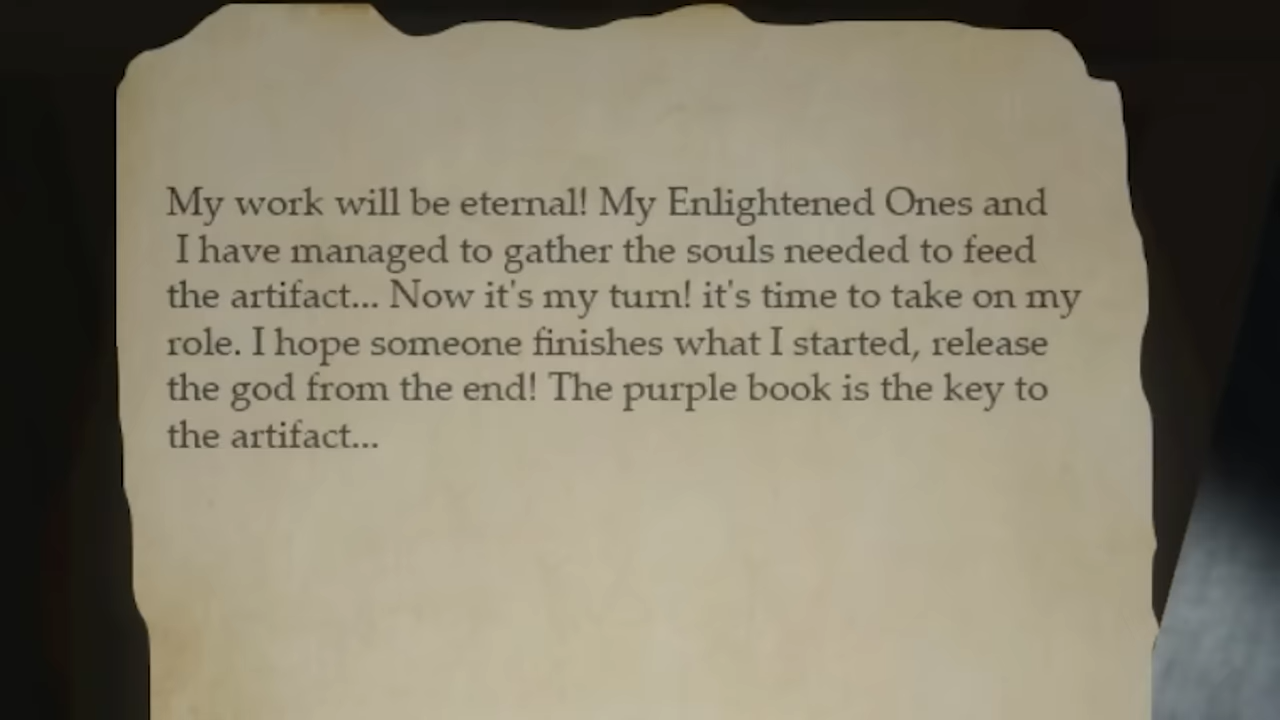 My work will be eternal! My Enlightened Ones and
I have managed to gather the souls needed to feed
the artifact... Now it's my turn! it's time to take on my
role. I hope someone finishes what I started, release
the god from the end! The purple book is the key to
the artifact...